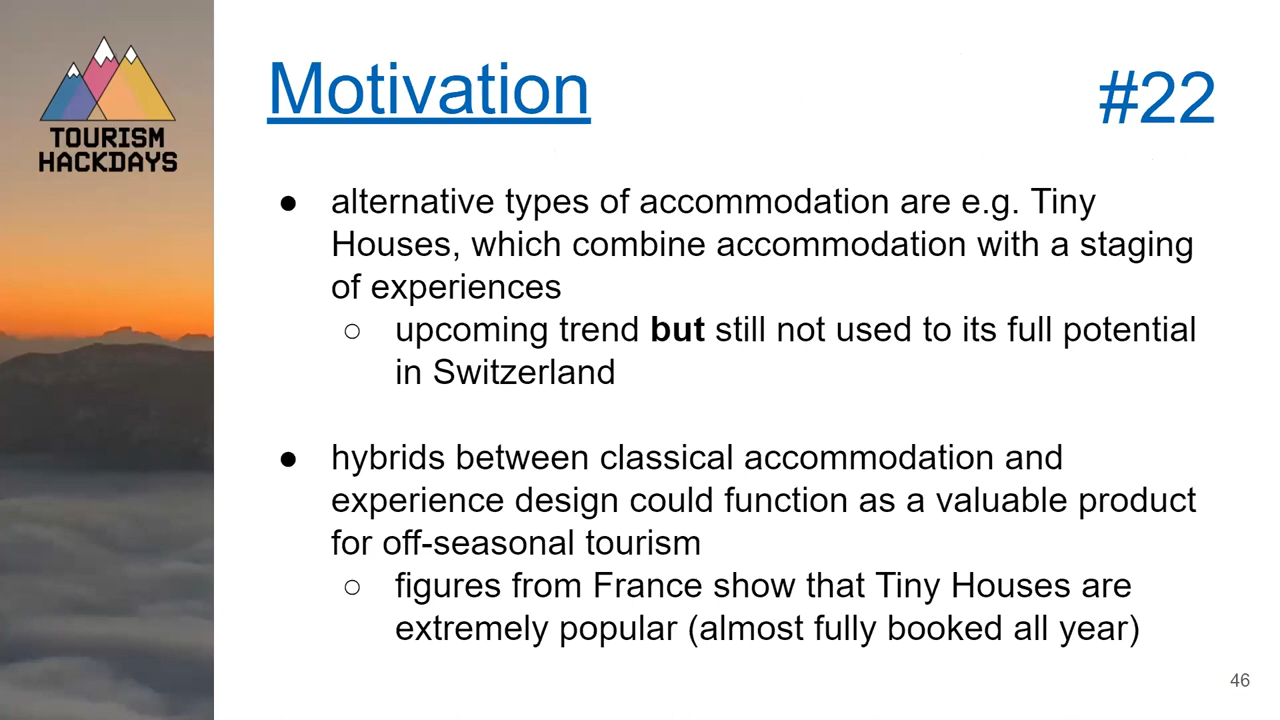 TOURISM
HACKDAYS
Motivation
#22
● alternative types of accommodation are e.g. Tiny
Houses, which combine accommodation with a staging
of experiences
○ upcoming trend but still not used to its full potential
in Switzerland
● hybrids between classical accommodation and
experience design could function as a valuable product
for off-seasonal tourism
○ figures from France show that Tiny Houses are
extremely popular (almost fully booked all year)
46